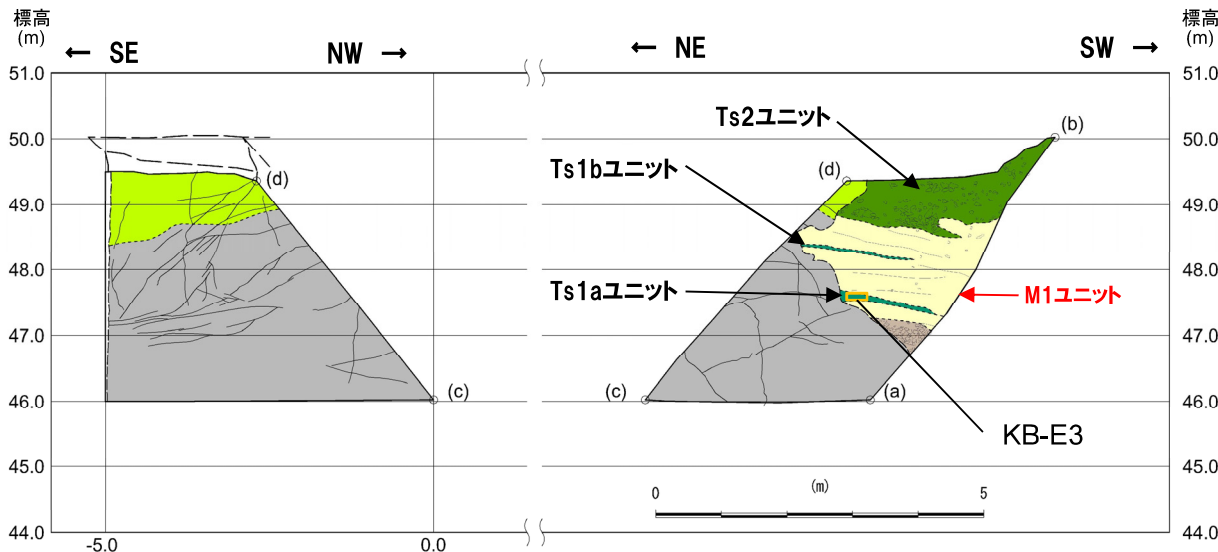 標高
(m)
← SE
NW →
← NE
SW →
標高
(m)
51.0
50.0
49.0
48.0
47.0
46.0
45.0
44.0
-5.0
0.0
(d)
(c)
Ts2ユニット
(b)
Ts1bユニット
(d)
Ts1aユニット
M1ユニット
(c)
(a)
KB-E3
(m)
0
5
51.0
50.0
49.0
48.0
47.0
46.0
45.0
44.0